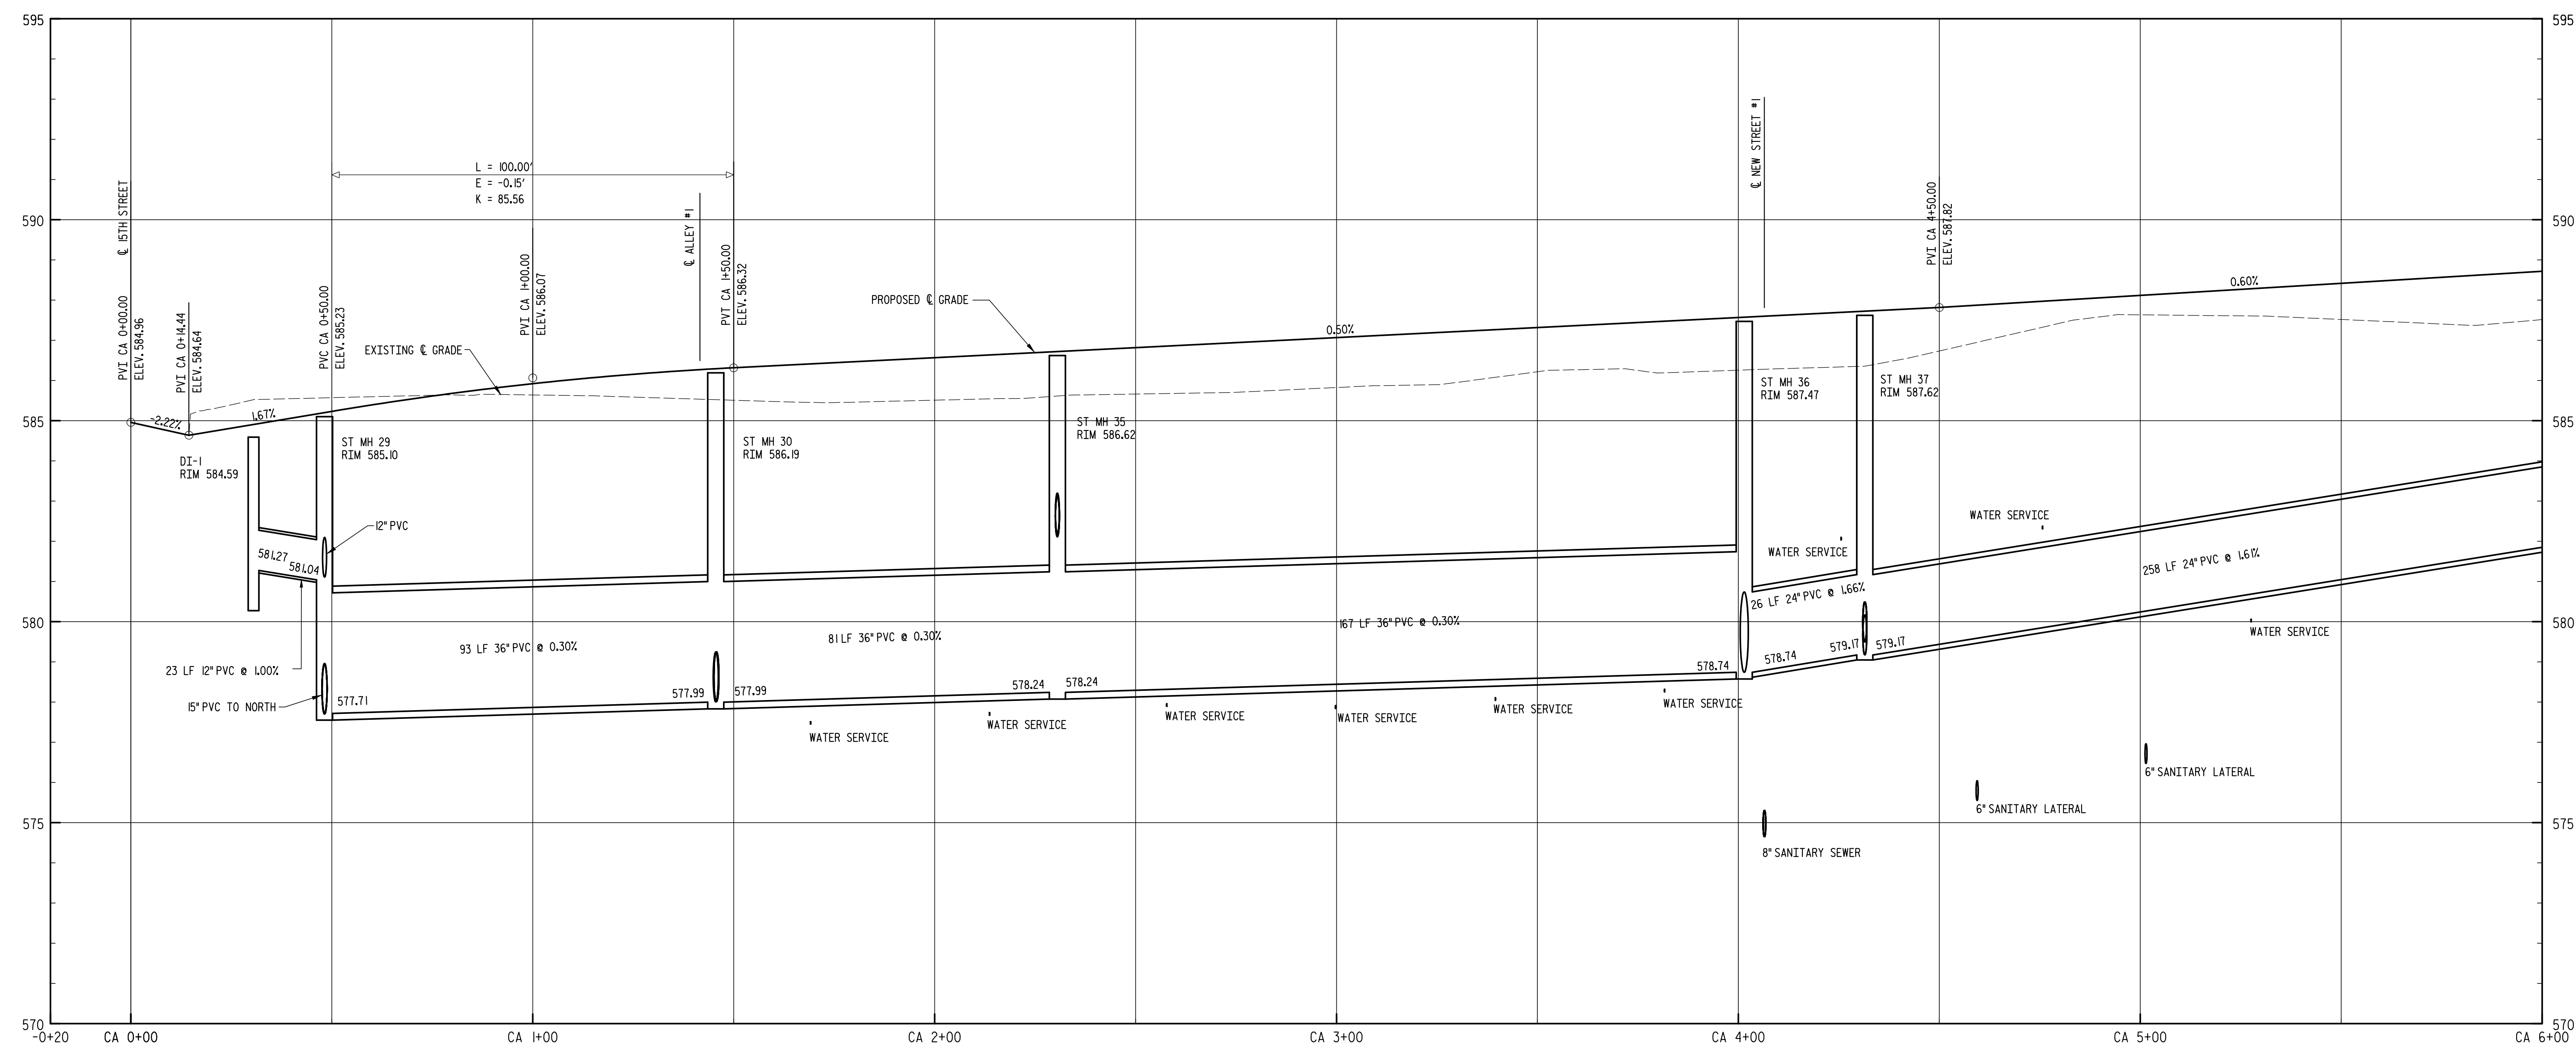 595
595
590
590
585
585
580
580
575
575
570
570
-0+20
CA 0+00
CA 1+00
CA 2+00
CA 3+00
CA 4+00
CA 5+00
CA 6+00
℄ 15TH STREET
PVI CA 0+00.00
ELEV. 584.96
PVI CA 0+14.44
ELEV. 584.64
PVC CA 0+50.00
ELEV. 585.23
L = 100.00'
E = -0.15'
K = 85.56
PVI CA 1+00.00
ELEV. 586.07
℄ ALLEY #1
PVT CA 1+50.00
ELEV. 586.32
PROPOSED ℄ GRADE
EXISTING ℄ GRADE
℄ NEW STREET #1
PVI CA 4+50.00
ELEV. 587.82
-2.22%
1.67%
0.50%
0.60%
DI-1
RIM 584.59
ST MH 29
RIM 585.10
ST MH 30
RIM 586.19
ST MH 35
RIM 586.62
ST MH 36
RIM 587.47
ST MH 37
RIM 587.62
12" PVC
581.27
581.04
23 LF 12" PVC @ 1.00%
15" PVC TO NORTH
577.71
93 LF 36" PVC @ 0.30%
577.99
577.99
81 LF 36" PVC @ 0.30%
578.24
578.24
167 LF 36" PVC @ 0.30%
578.74
578.74
26 LF 24" PVC @ 1.66%
579.17
579.17
258 LF 24" PVC @ 1.61%
WATER SERVICE
WATER SERVICE
WATER SERVICE
WATER SERVICE
WATER SERVICE
WATER SERVICE
WATER SERVICE
WATER SERVICE
WATER SERVICE
8" SANITARY SEWER
6" SANITARY LATERAL
6" SANITARY LATERAL